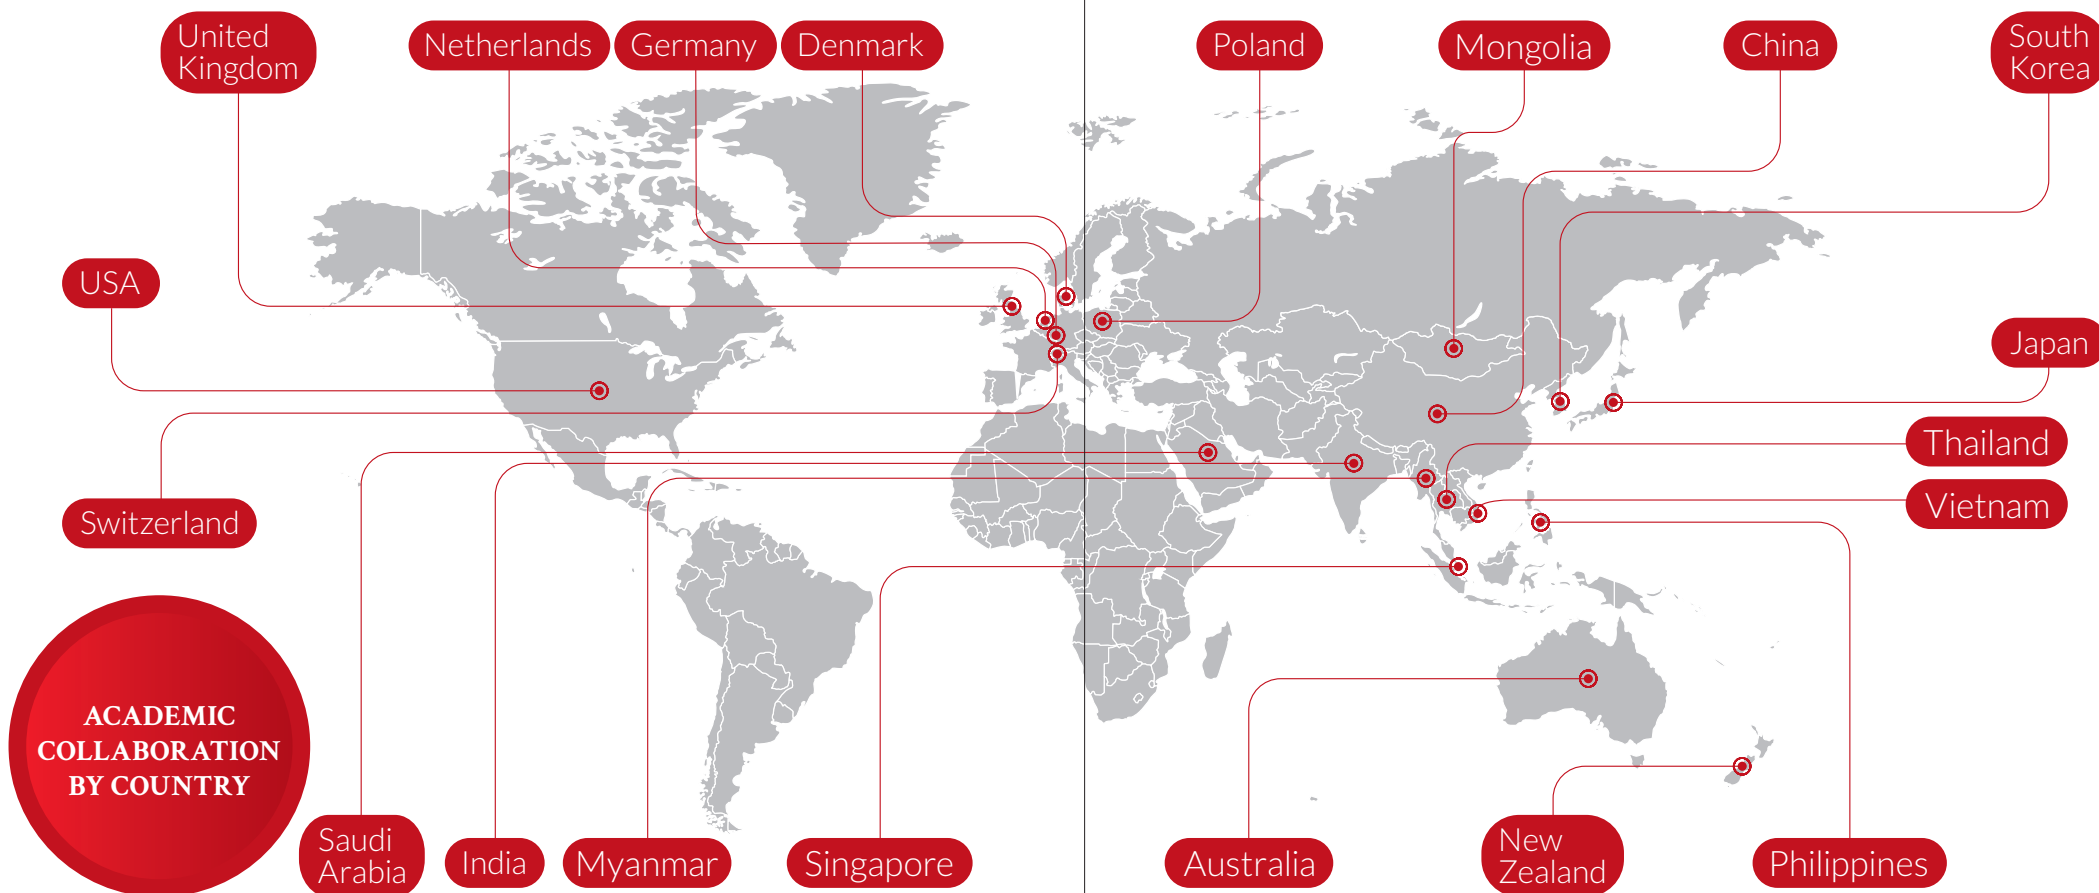 United
Kingdom
Netherlands
Germany
Denmark
Poland
Mongolia
China
South
Korea
USA
Japan
Thailand
Switzerland
Vietnam
ACADEMIC
COLLABORATION
BY COUNTRY
Saudi
Arabia
India
Myanmar
Singapore
Australia
New
Zealand
Philippines